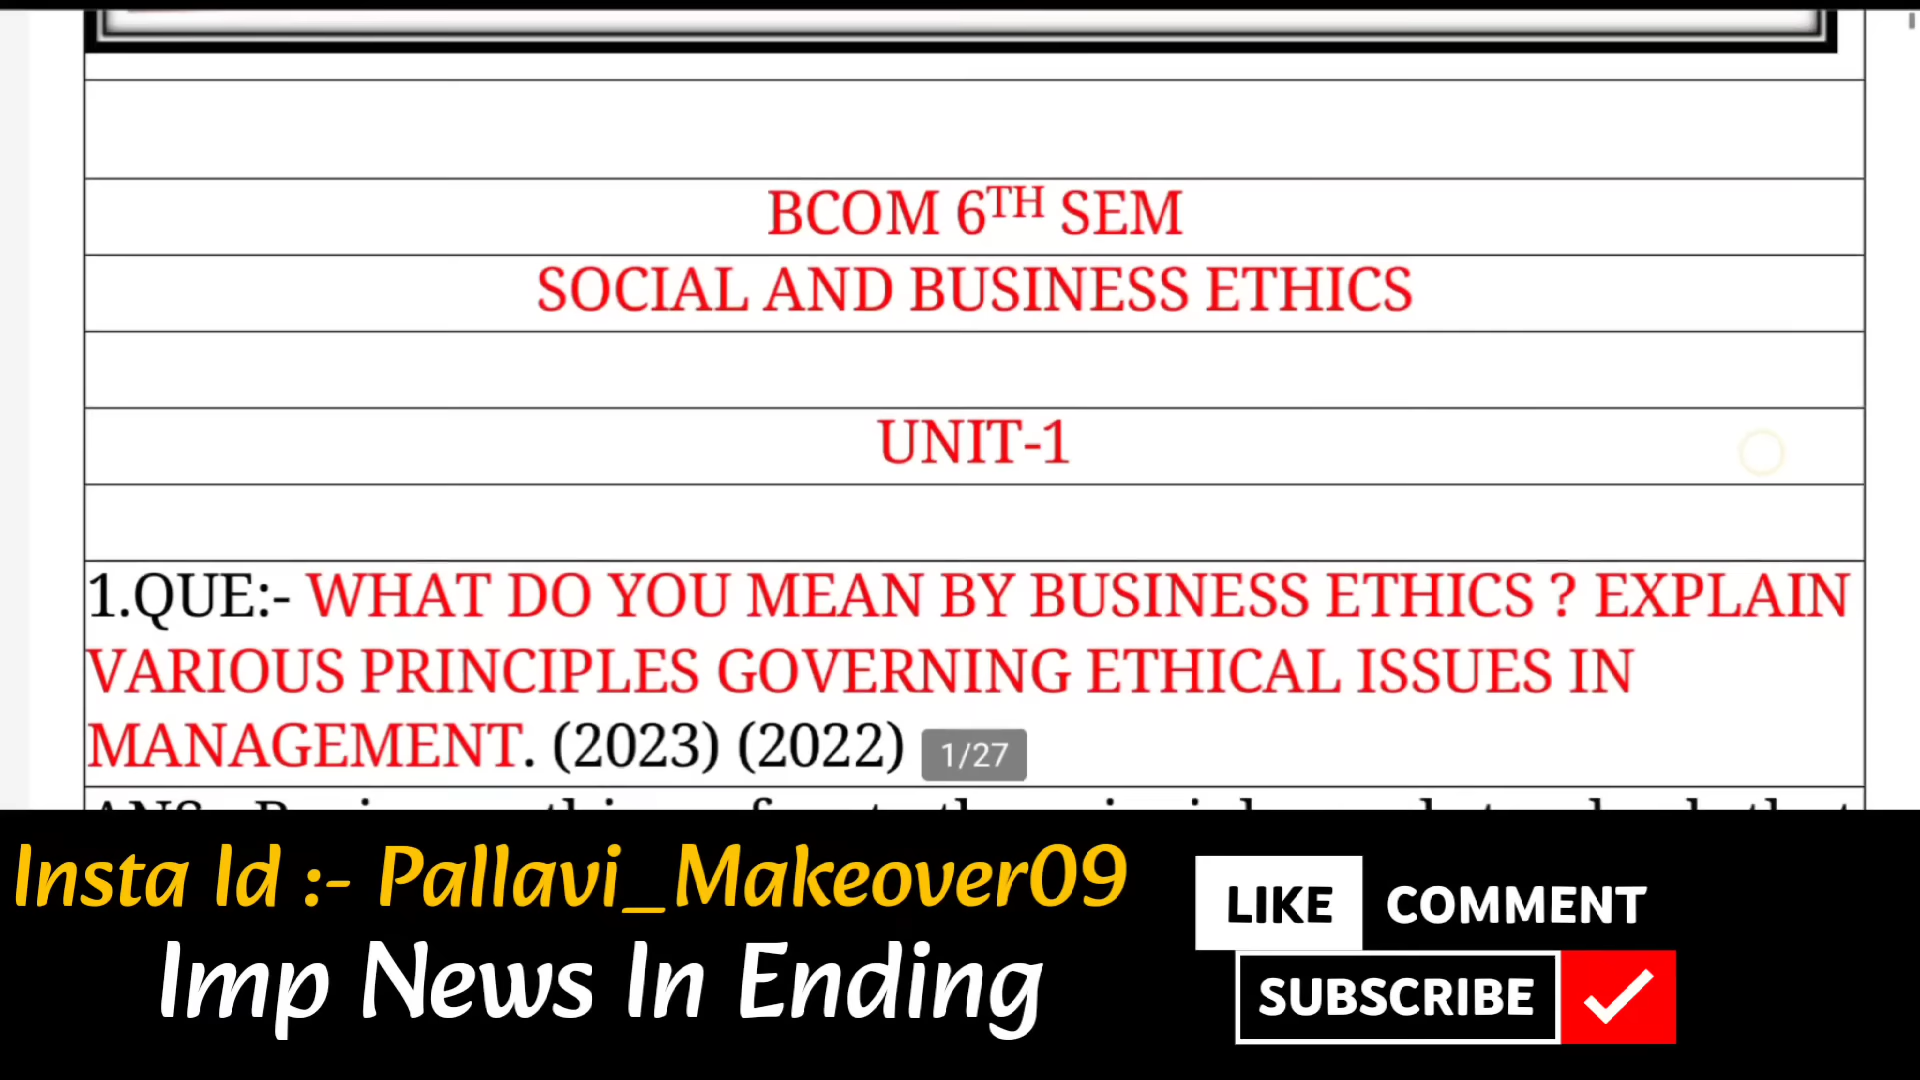 BCOM 6TH SEM
SOCIAL AND BUSINESS ETHICS
UNIT-1
1.QUE:- WHAT DO YOU MEAN BY BUSINESS ETHICS ? EXPLAIN
VARIOUS PRINCIPLES GOVERNING ETHICAL ISSUES IN
MANAGEMENT. (2023) (2022)
1/27
Insta Id :- Pallavi_Makeover09
Imp News In Ending
LIKE COMMENT
SUBSCRIBE